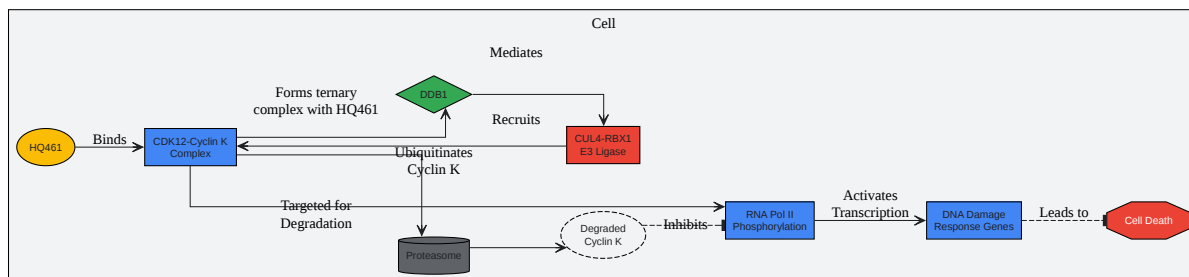 Cell
Mediates
DDB1
Forms ternary
complex with HQ461
Recruits
HQ461
Binds
CDK12-Cyclin K
Complex
CUL4-RBX1
E3 Ligase
Ubiquitinates
Cyclin K
Targeted for
Degradation
Proteasome
Degraded
Cyclin K
Inhibits
RNA Pol II
Phosphorylation
Activates
Transcription
DNA Damage
Response Genes
Leads to
Cell Death